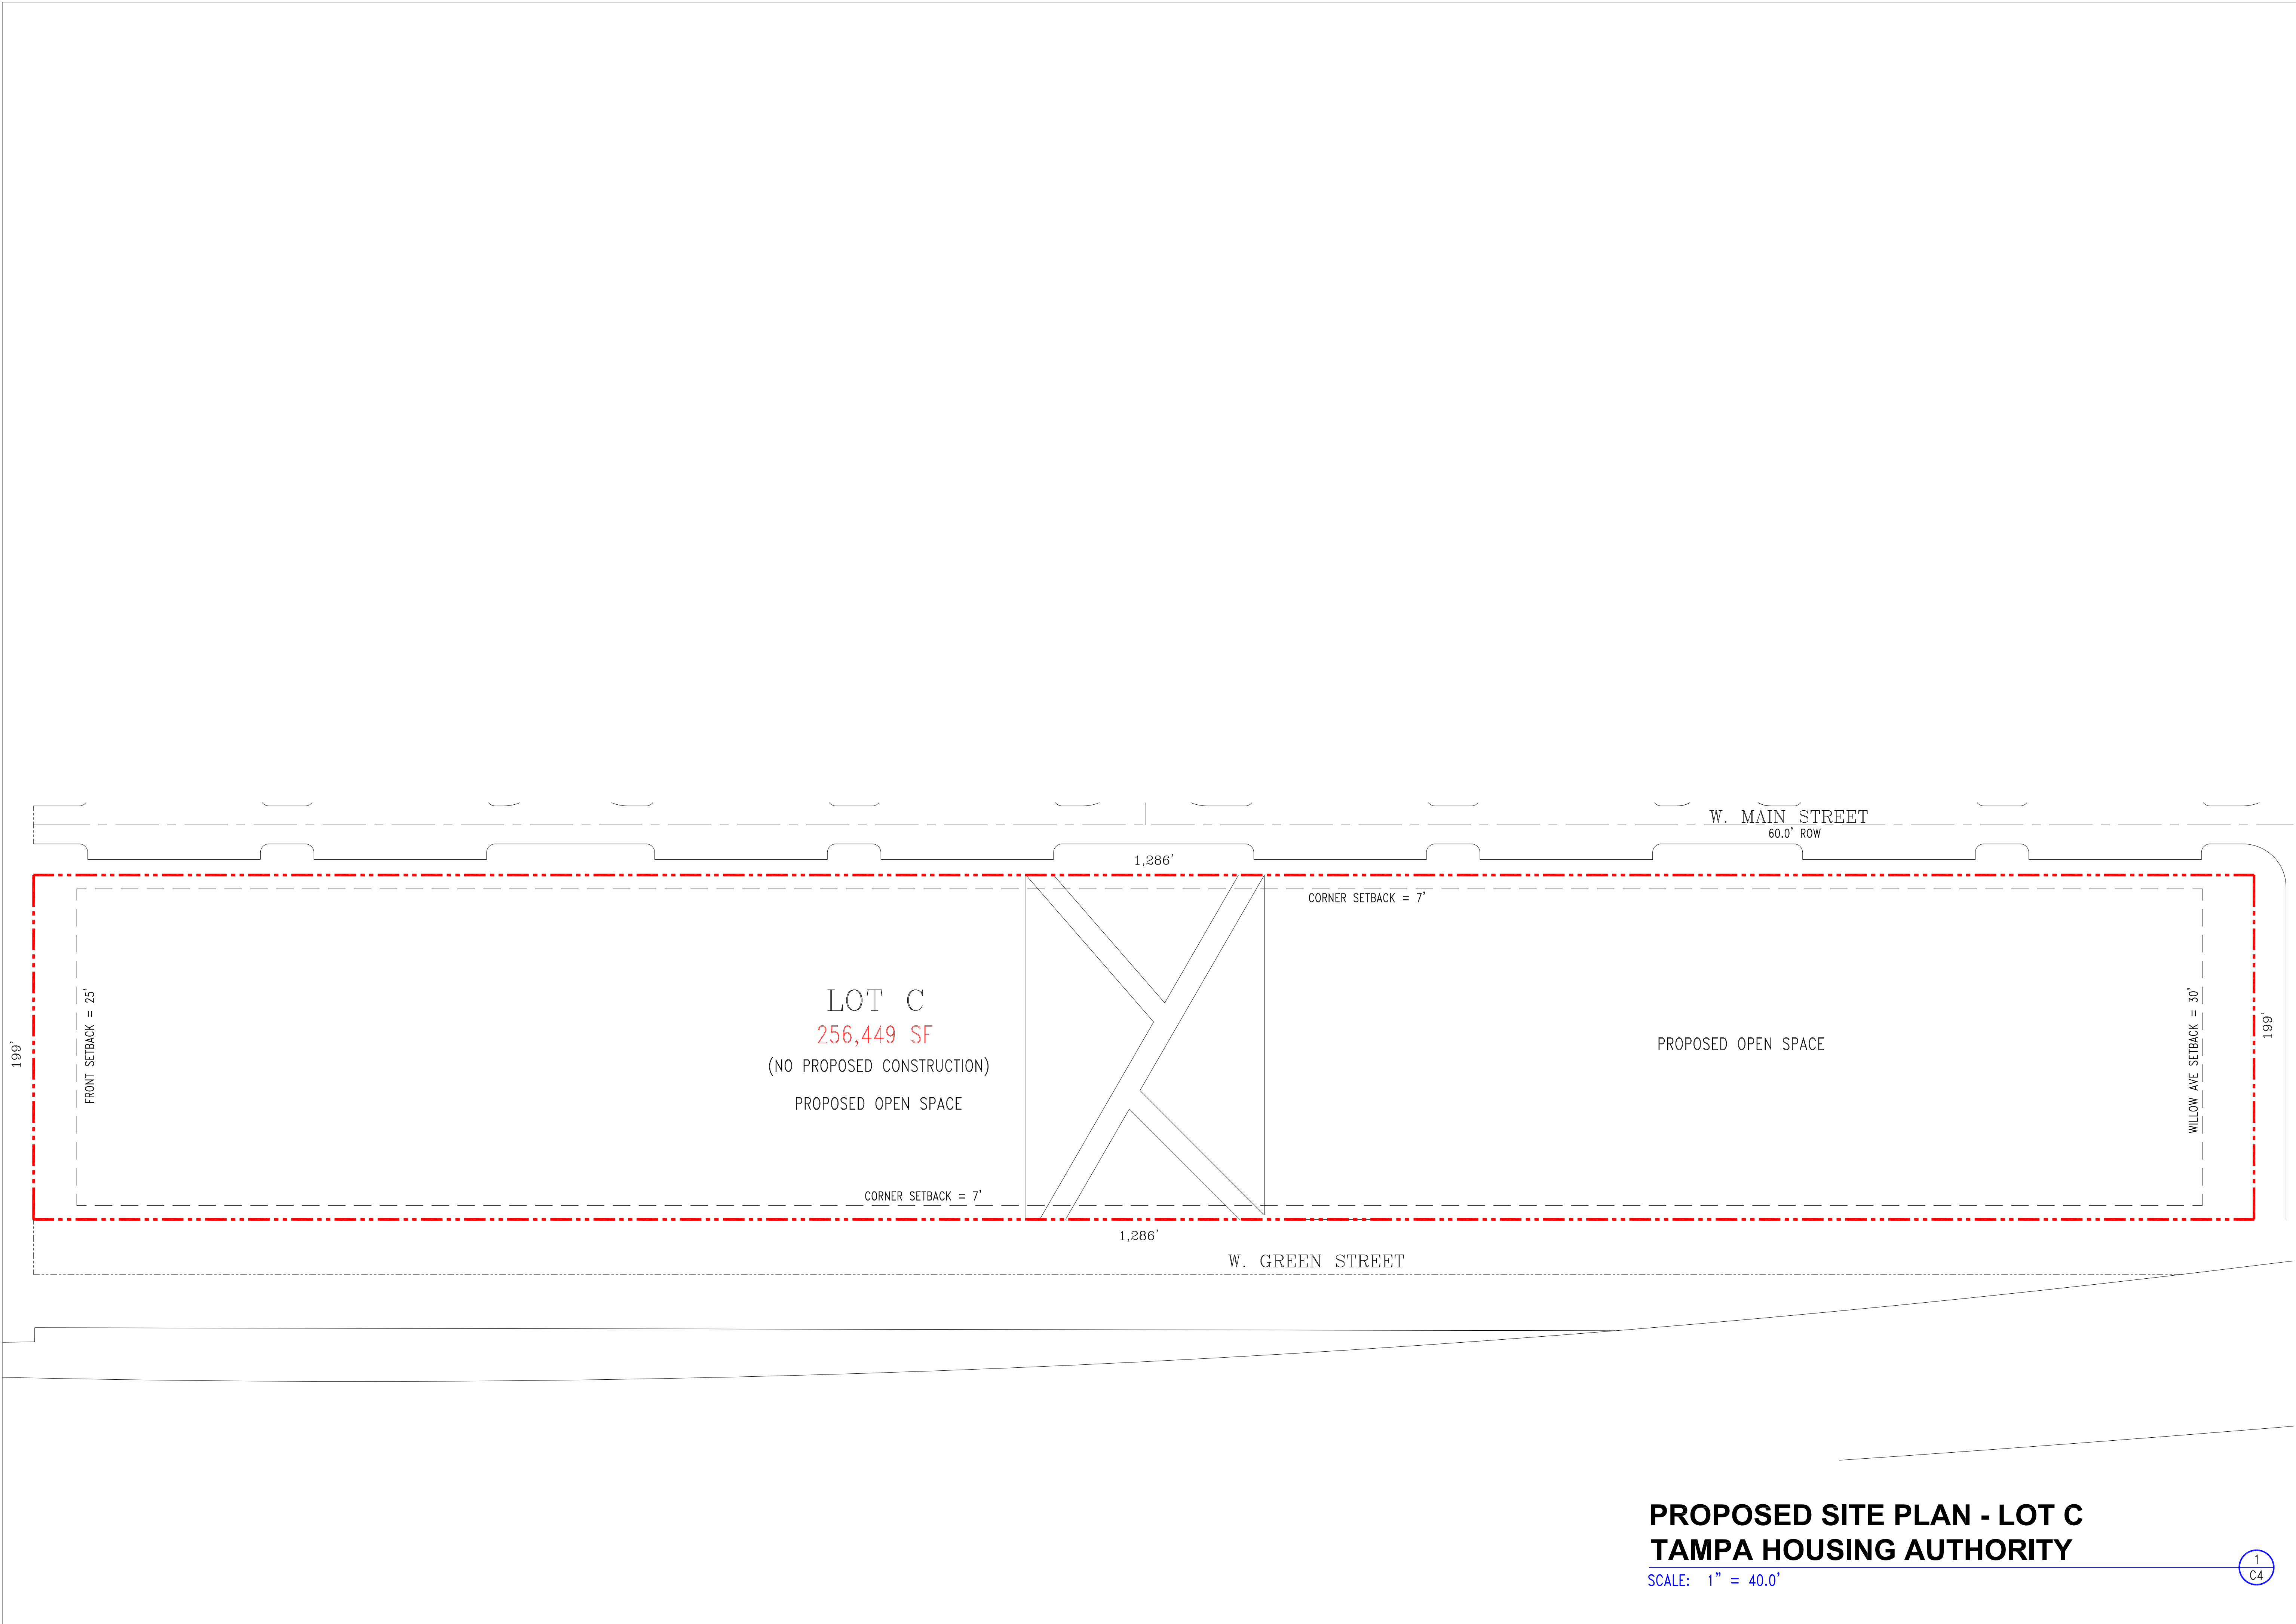 W. MAIN STREET
60.0' ROW
1,286'
CORNER SETBACK = 7'
FRONT SETBACK = 25'
199'
LOT C
256,449 SF
(NO PROPOSED CONSTRUCTION)
PROPOSED OPEN SPACE
PROPOSED OPEN SPACE
WILLOW AVE SETBACK = 30'
199'
CORNER SETBACK = 7'
1,286'
W. GREEN STREET
PROPOSED SITE PLAN - LOT C
TAMPA HOUSING AUTHORITY
SCALE: 1" = 40.0'
1
C4